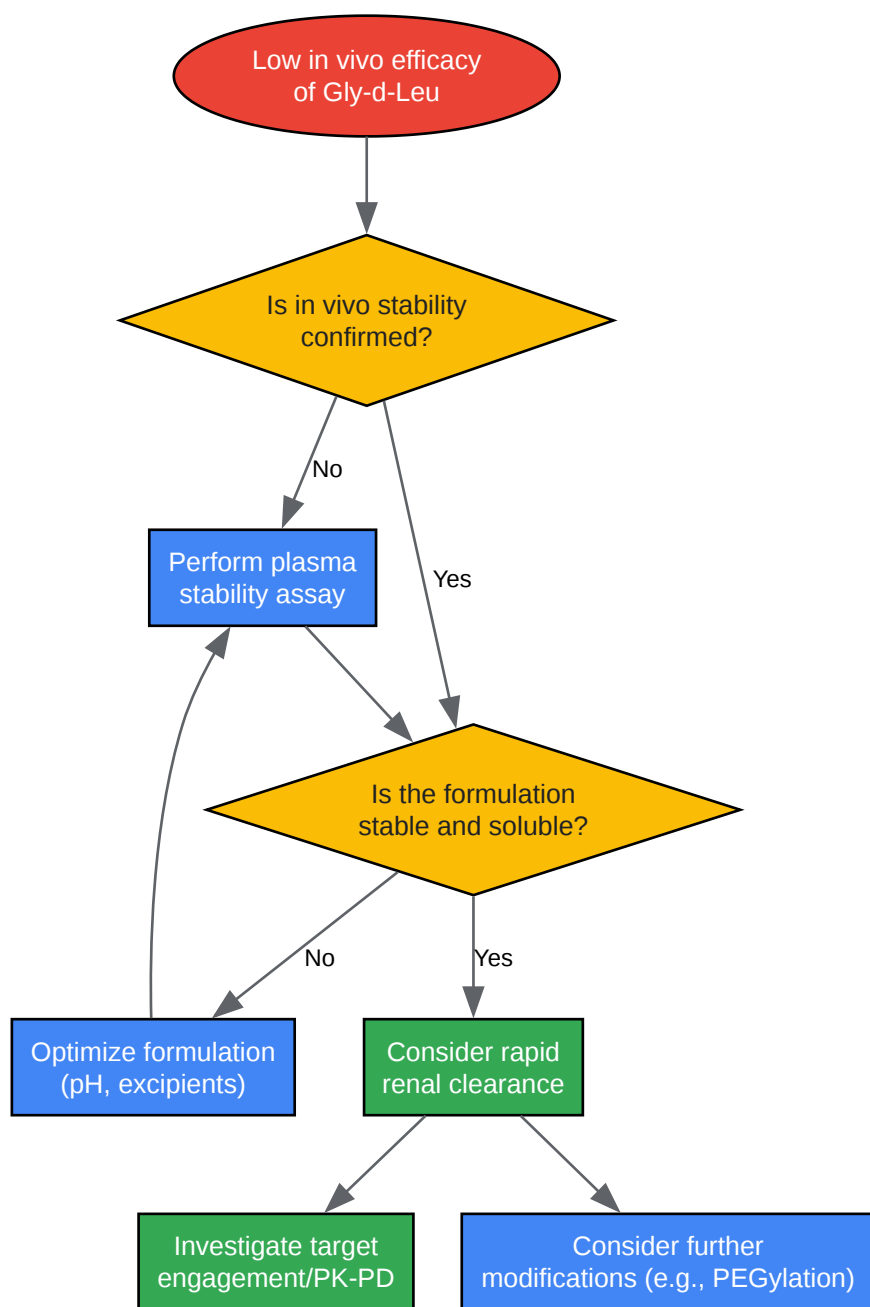 Low in vivo efficacy
of Gly-d-Leu
Is in vivo stability
confirmed?
No
Perform plasma
stability assay
Yes
Is the formulation
stable and soluble?
No
Yes
Optimize formulation
(pH, excipients)
Consider rapid
renal clearance
Investigate target
engagement/PK-PD
Consider further
modifications (e.g., PEGylation)